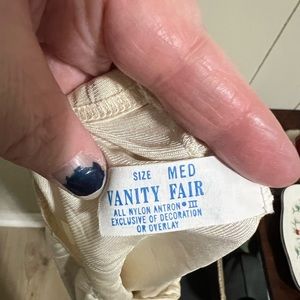 SIZE MED
VANITY FAIR
ALL NYLON ANTRON • III
EXCLUSIVE OF DECORATION
OR OVERLAY